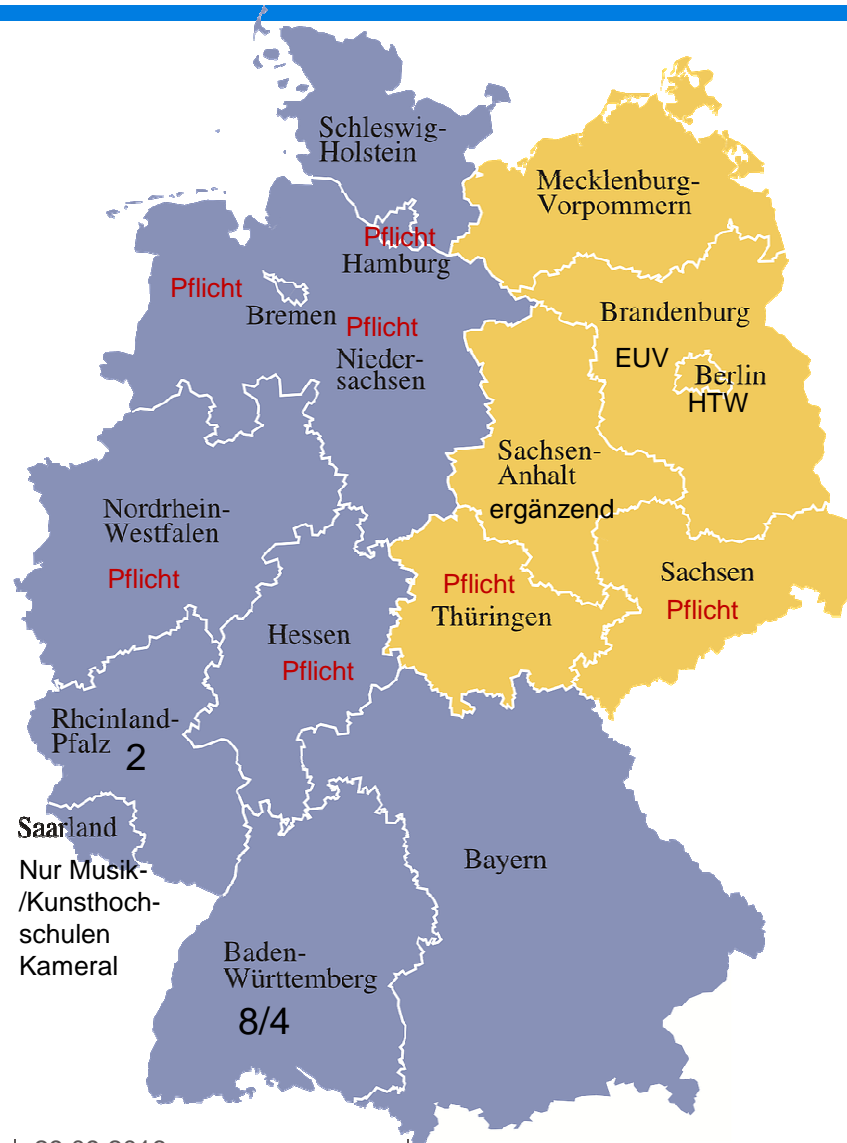 Schleswig-
Holstein
Mecklenburg-
Vorpommern
Pflicht
Hamburg
Pflicht
Bremen
Pflicht
Nieder-
sachsen
Brandenburg
EUV
Berlin
HTW
Sachsen-
Anhalt
ergänzend
Nordrhein-
Westfalen
Pflicht
Pflicht
Thüringen
Sachsen
Pflicht
Hessen
Pflicht
Rheinland-
Pfalz 2
Saarland
Nur Musik-
/Kunsthoch-
schulen
Kameral
Bayern
Baden-
Württemberg
8/4